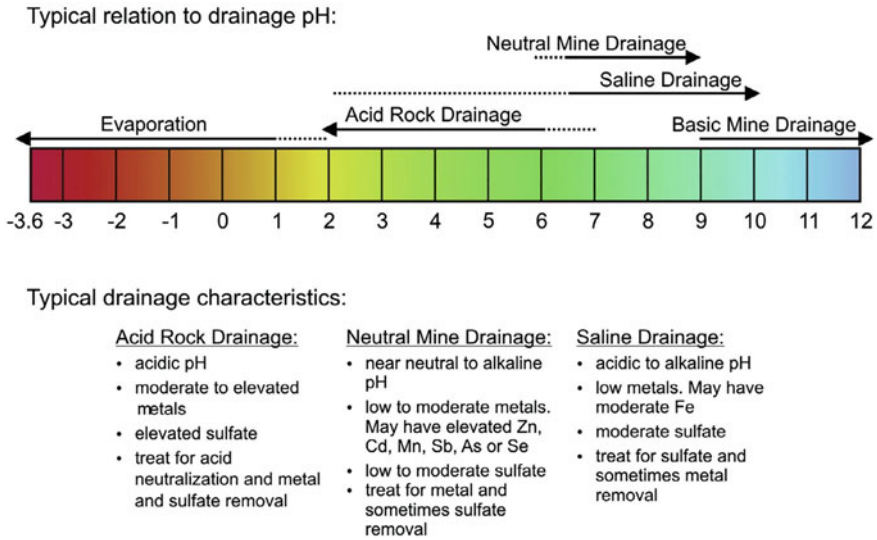 Typical relation to drainage pH:
Neutral Mine Drainage
Saline Drainage
Evaporation
Acid Rock Drainage
Basic Mine Drainage
-3.6 -3 -2 -1 0 1 2 3 4 5 6 7 8 9 10 11 12
Typical drainage characteristics:
Acid Rock Drainage:
• acidic pH
• moderate to elevated
metals
• elevated sulfate
• treat for acid
neutralization and metal
and sulfate removal
Neutral Mine Drainage:
• near neutral to alkaline
pH
• low to moderate metals.
May have elevated Zn,
Cd, Mn, Sb, As or Se
• low to moderate sulfate
• treat for metal and
sometimes sulfate
removal
Saline Drainage:
• acidic to alkaline pH
• low metals. May have
moderate Fe
• moderate sulfate
• treat for sulfate and
sometimes metal
removal